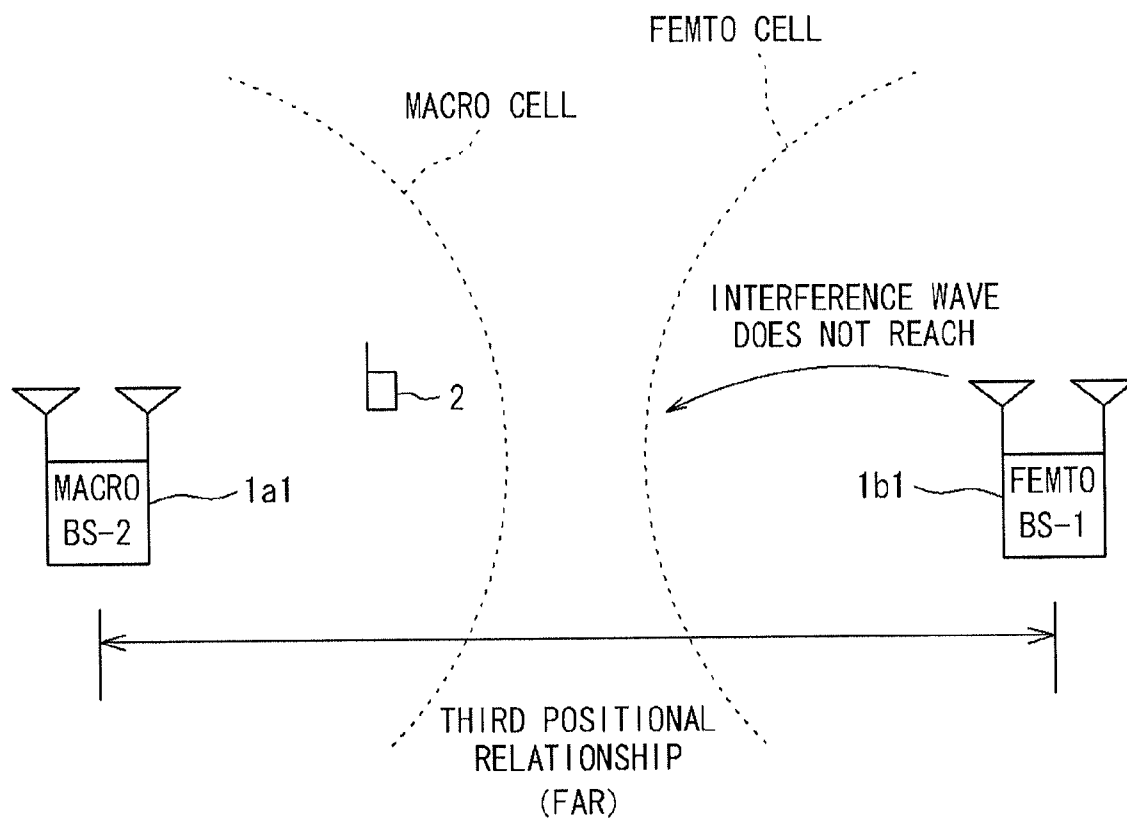 FEMTO CELL
MACRO CELL
INTERFERENCE WAVE
DOES NOT REACH
2
MACRO
BS-2
1a1
1b1
FEMTO
BS-1
THIRD POSITIONAL
RELATIONSHIP
(FAR)